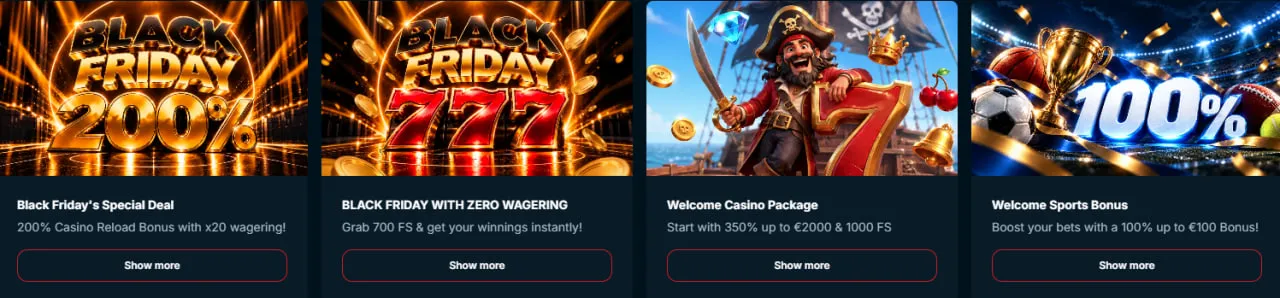 BLACK
FRIDAY
200%
Black Friday's Special Deal
200% Casino Reload Bonus with x20 wagering!
Show more
BLACK
FRIDAY
777
BLACK FRIDAY WITH ZERO WAGERING
Grab 700 FS & get your winnings instantly!
Show more
7
Welcome Casino Package
Start with 350% up to €2000 & 1000 FS
Show more
100%
Welcome Sports Bonus
Boost your bets with a 100% up to €100 Bonus!
Show more